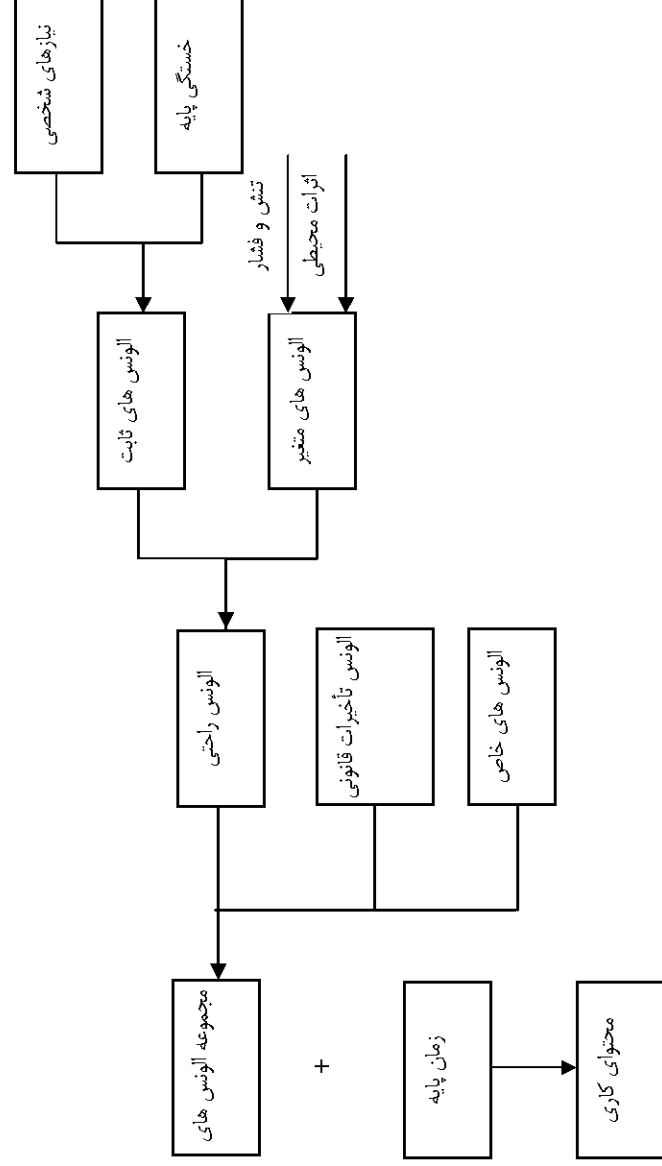 نیازهای شخصی
خستگی پایه
تنش و فشار
اثرات محیطی
الونس های ثابت
الونس های متغیر
الونس راحتی
الونس تأخیرات قانونی
الونس های خاص
مجموعه الونس های
+
زمان پایه
محتوای کاری